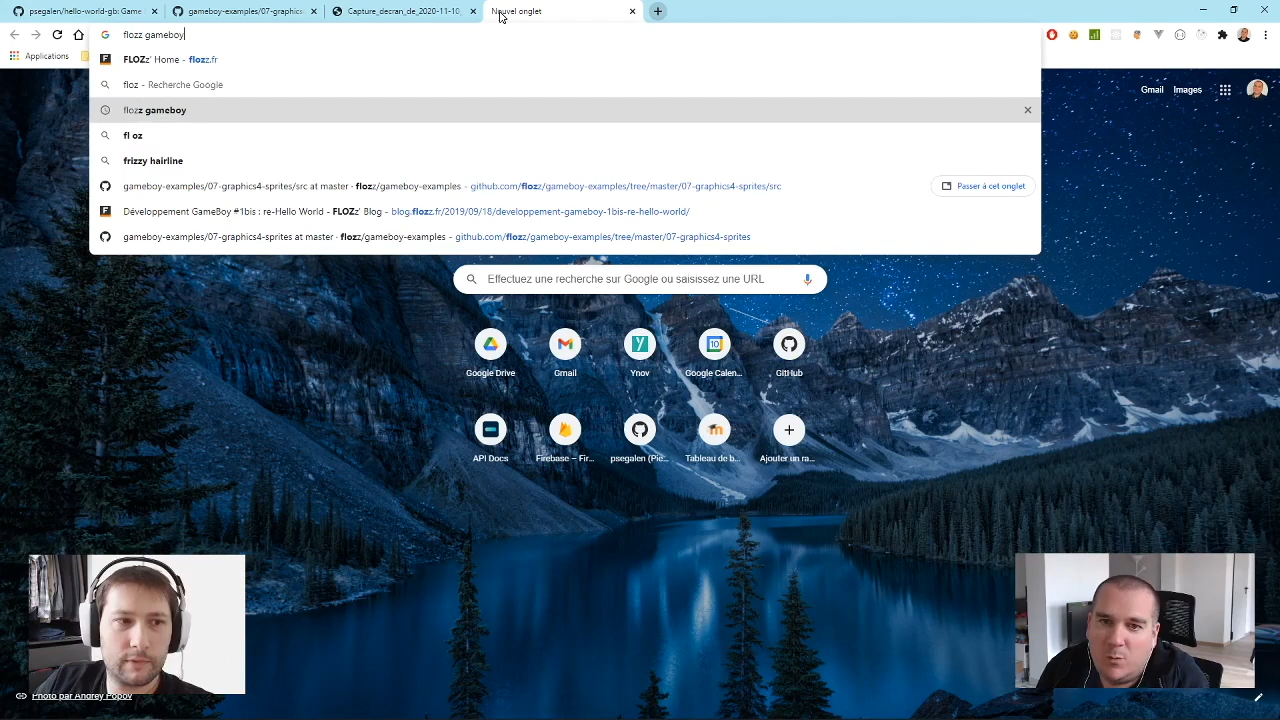 psegalen/hello-world-gb: Game
gameboy-examples/07-graphics-
Capture_decran_de_2020-11-10_
Nouvel onglet
flozz gameboy
Applications
FLOZz' Home - flozz.fr
floz - Recherche Google
flozz gameboy
fl oz
frizzy hairline
gameboy-examples/07-graphics4-sprites/src at master · flozz/gameboy-examples - github.com/flozz/gameboy-examples/tree/master/07-graphics4-sprites/src
Passer à cet onglet
Développement GameBoy #1bis : re-Hello World - FLOZz' Blog - blog.flozz.fr/2019/09/18/developpement-gameboy-1bis-re-hello-world/
gameboy-examples/07-graphics4-sprites at master · flozz/gameboy-examples - github.com/flozz/gameboy-examples/tree/master/07-graphics4-sprites
Gmail Images
Effectuez une recherche sur Google ou saisissez une URL
Google Drive
Gmail
Ynov
Google Calen...
GitHub
API Docs
Firebase – Fir...
psegalen (Pie...
Tableau de b...
Ajouter un ra...
Photo par Andrey Popov